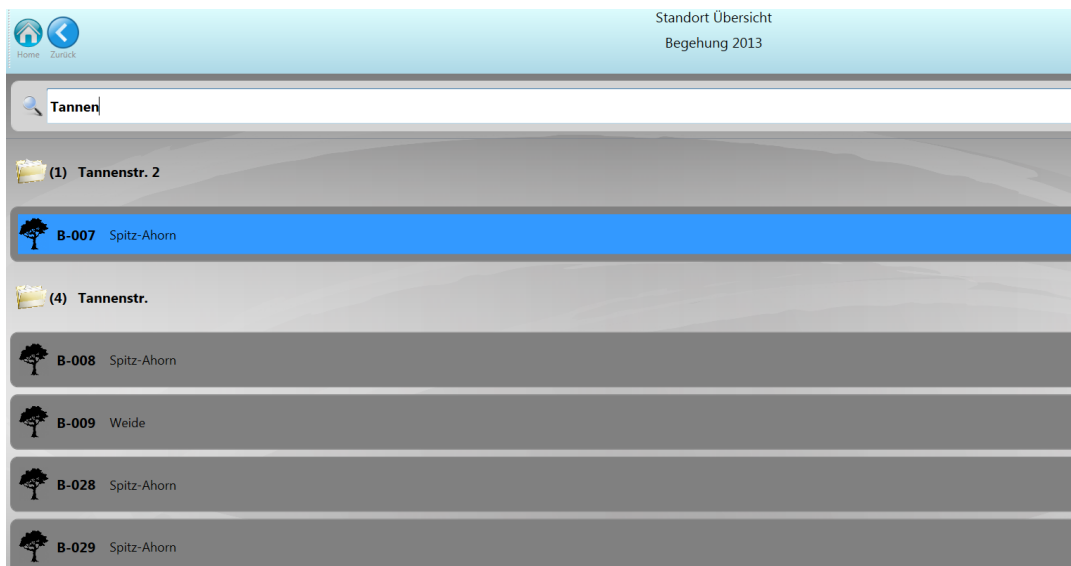 Standort Übersicht
Begehung 2013
Home Zurück
Tannen
(1) Tannenstr. 2
B-007 Spitz-Ahorn
(4) Tannenstr.
B-008 Spitz-Ahorn
B-009 Weide
B-028 Spitz-Ahorn
B-029 Spitz-Ahorn